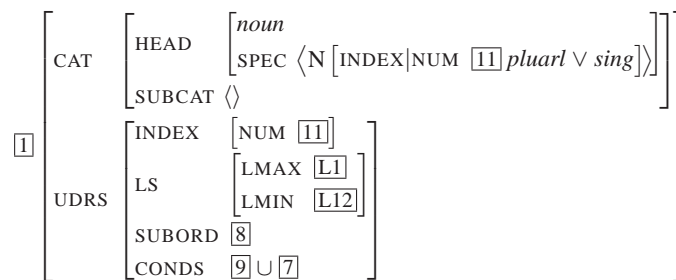 noun
CAT HEAD SPEC ⟨N [INDEX|NUM 11 pluarl ∨ sing]⟩
SUBCAT ⟨⟩
1
INDEX [NUM 11]
LS LMAX L1
LMIN L12
UDRS
SUBORD 8
CONDS 9 ∪ 7